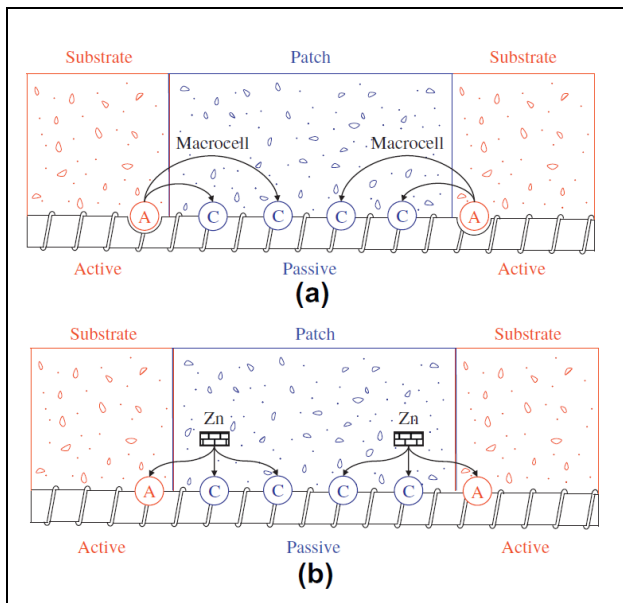 Substrate Patch Substrate
Macrocell Macrocell
A C C C C A
Active Passive Active
(a)
Substrate Patch Substrate
Zn Zn
A C C C C A
Active Passive Active
(b)